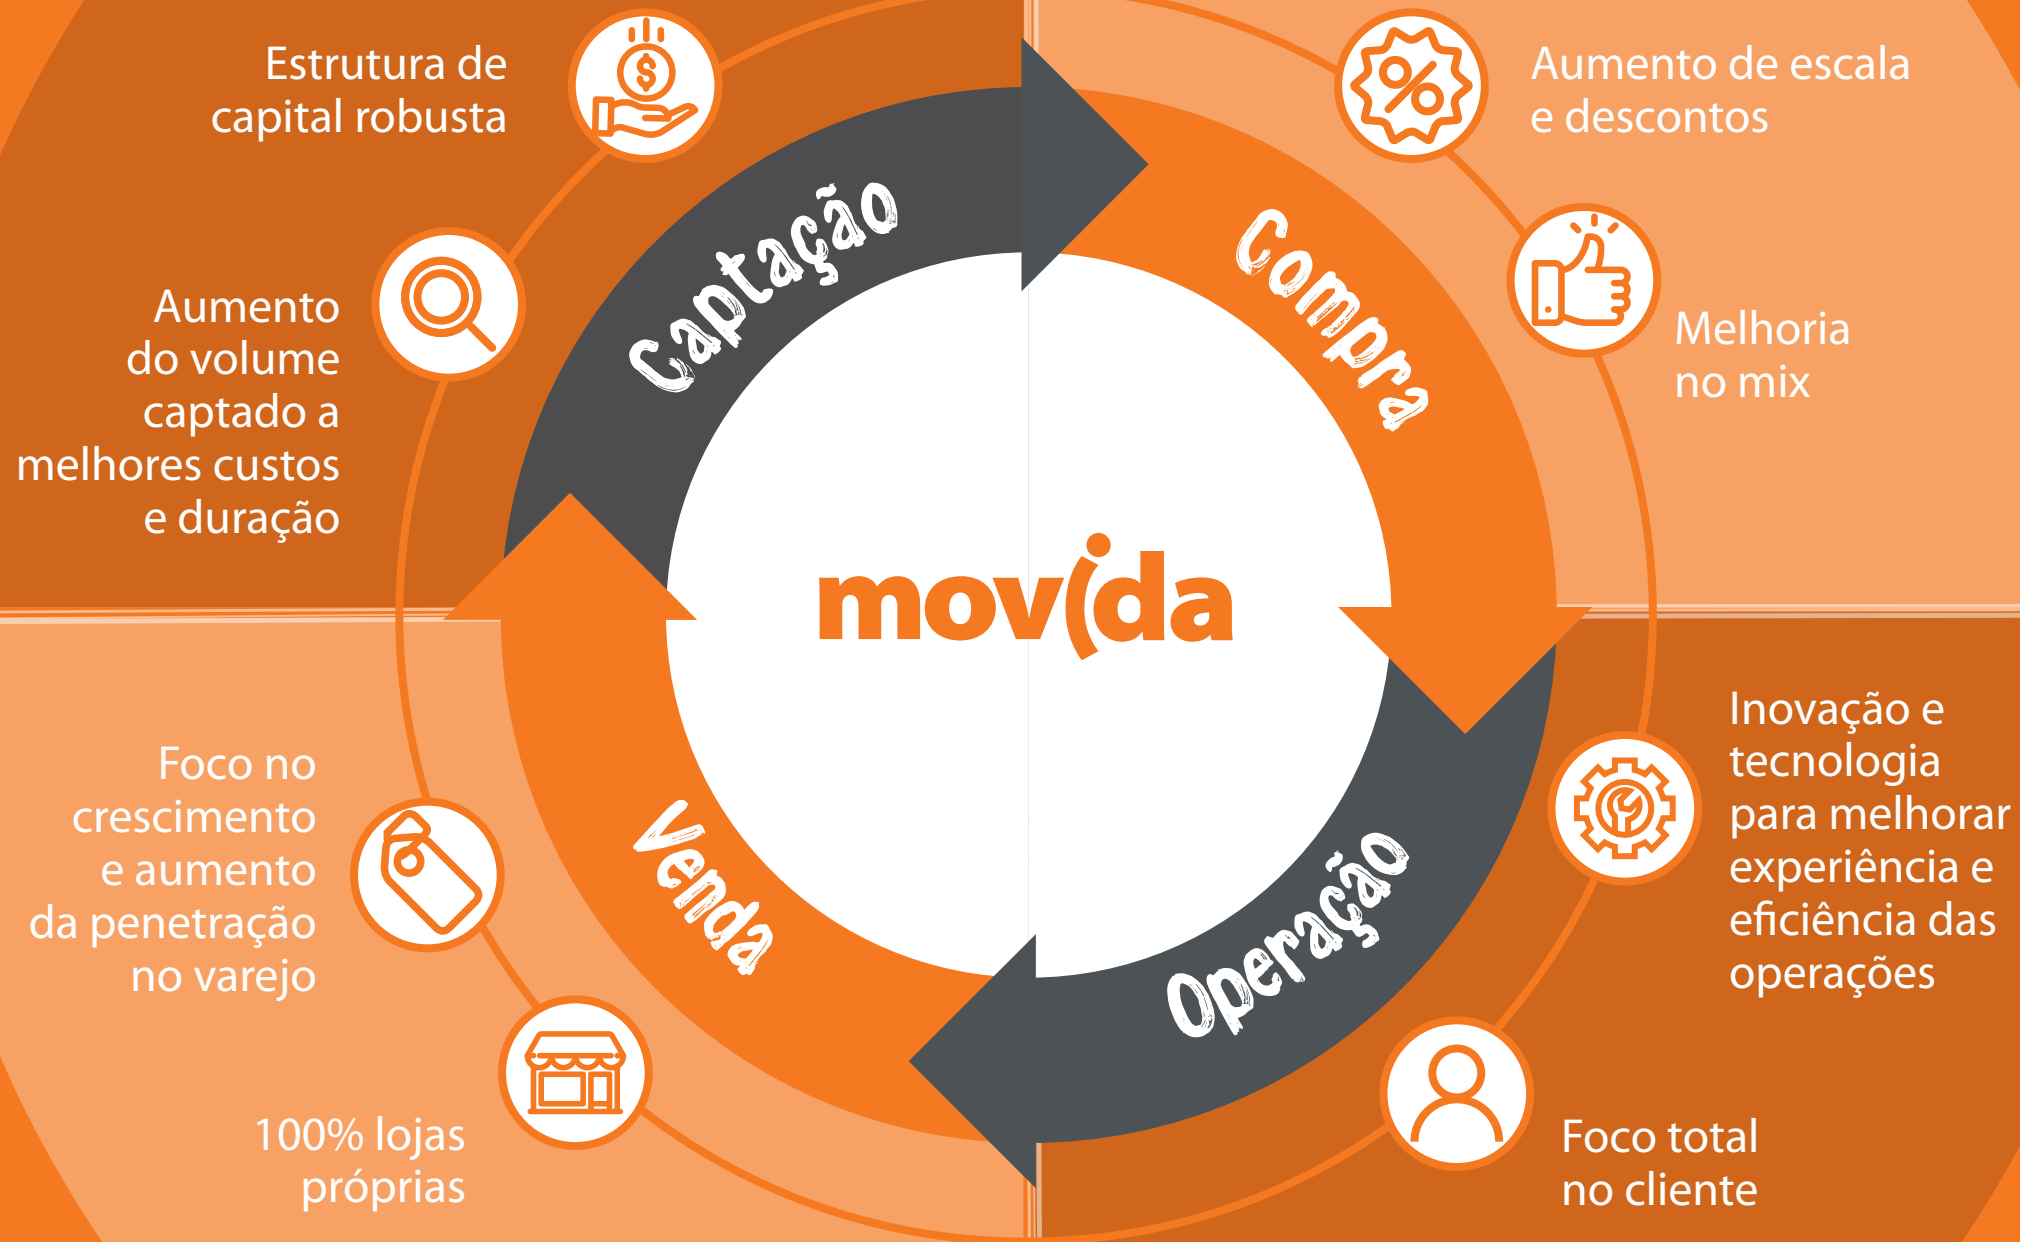 Estrutura de
capital robusta
Aumento
do volume
captado a
melhores custos
e duração
Captação
Compra
Aumento de escala
e descontos
Melhoria
no mix
movida
Inovação e
tecnologia
para melhorar
experiência e
eficiência das
operações
Operação
Foco total
no cliente
Venda
Foco no
crescimento
e aumento
da penetração
no varejo
100% lojas
próprias